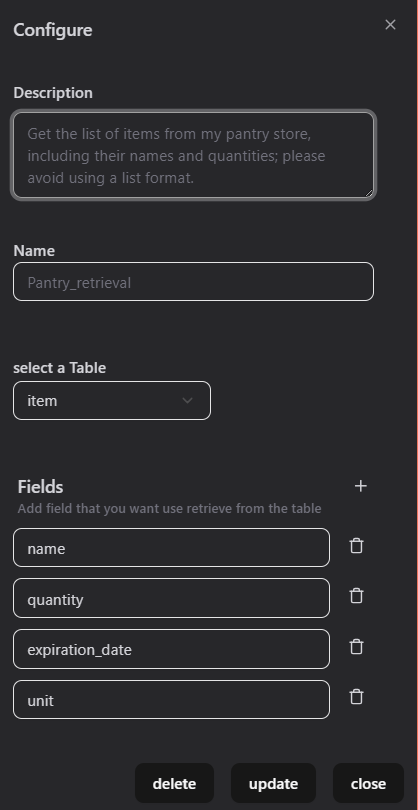 Configure
Description
Get the list of items from my pantry store,
including their names and quantities; please
avoid using a list format.
Name
Pantry_retrieval
select a Table
item
Fields
Add field that you want use retrieve from the table
name
quantity
expiration_date
unit
delete update close